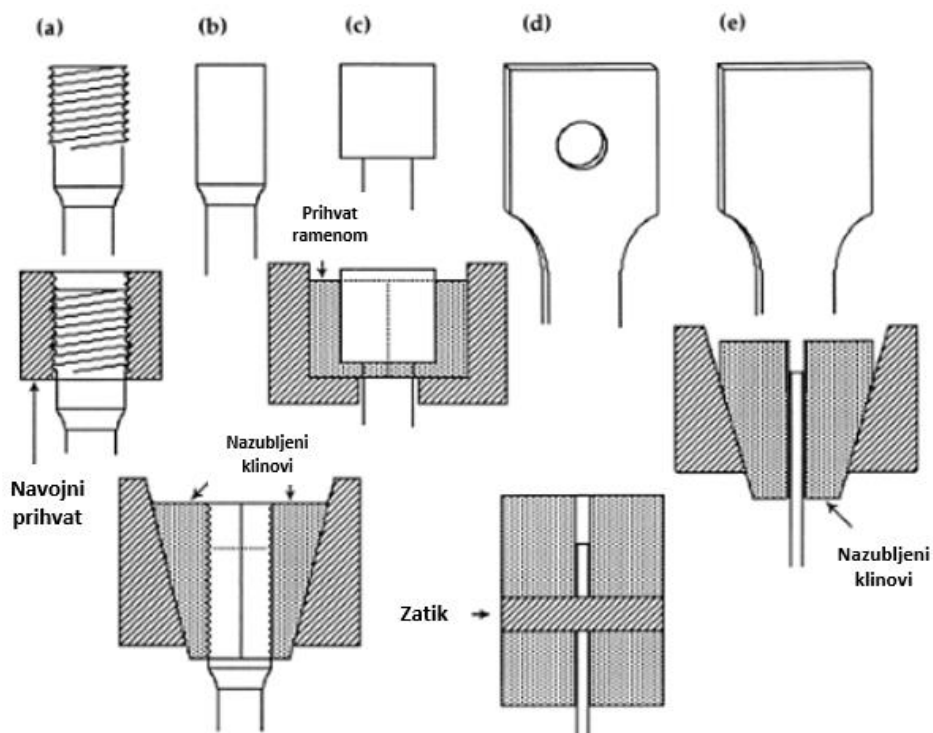 (a) (b) (c) (d) (e)
Prihvat
ramenom
Nazubljeni
klinovi
Navojni
prihvat
Zatik
Nazubljeni
klinovi